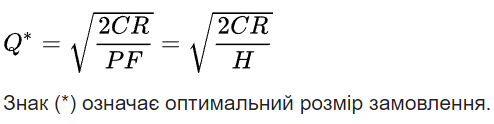 Q* = √(2CR/PF) = √(2CR/H)
Знак (*) означає оптимальний розмір замовлення.